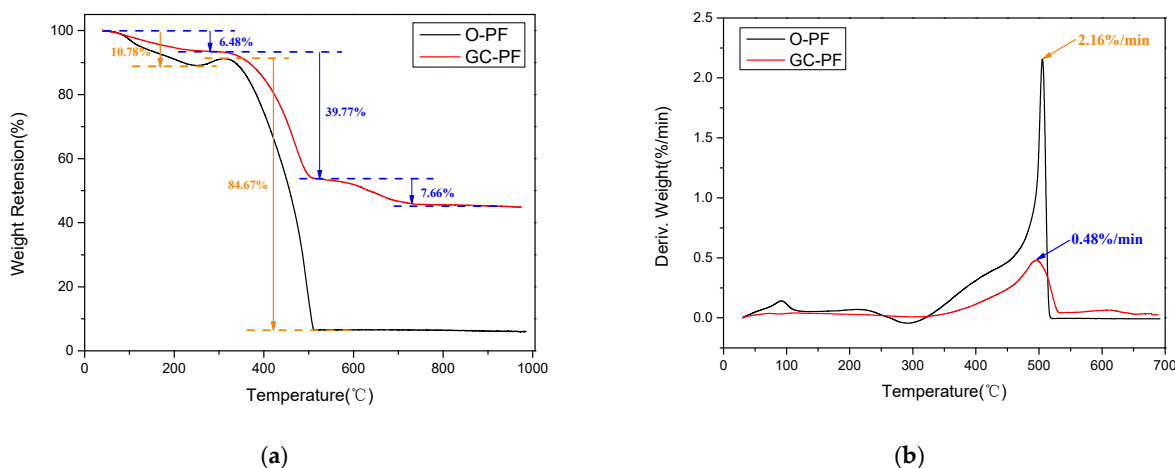 O-PF
GC-PF
10.78%
6.48%
39.77%
84.67%
7.66%
100
80
60
40
20
0
Weight Retension(%)
0
200
400
600
800
1000
Temperature(℃)
(a)
O-PF
GC-PF
2.16%/min
0.48%/min
2.5
2.0
1.5
1.0
0.5
0.0
Deriv. Weight(%/min)
0
100
200
300
400
500
600
700
Temperature(℃)
(b)